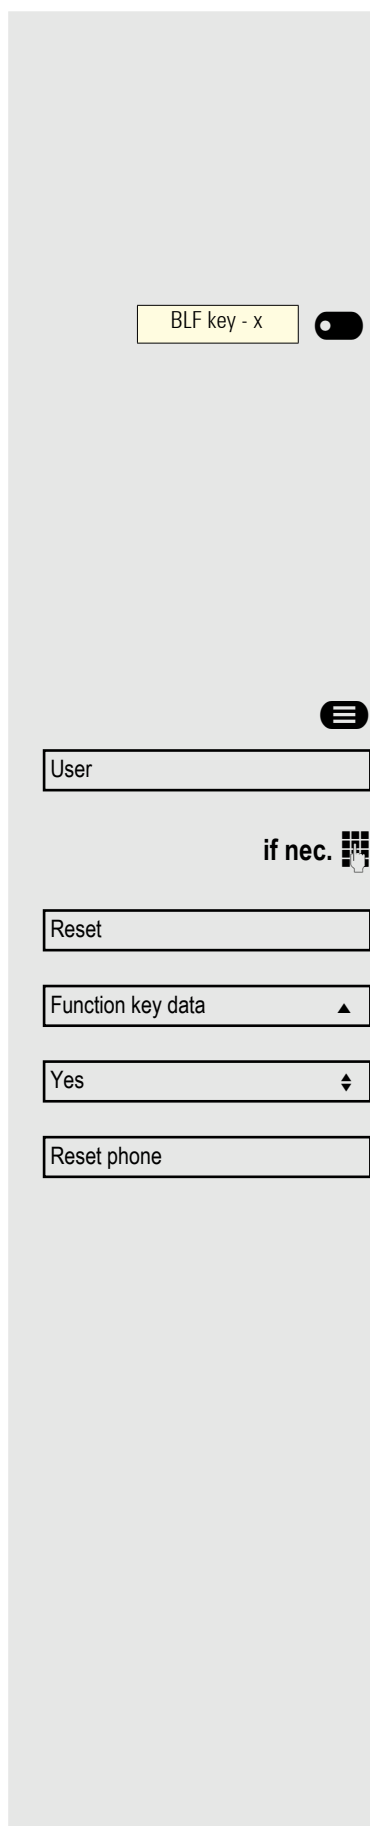 BLF key - x
User
if nec.
Reset
Function key data
Yes
Reset phone